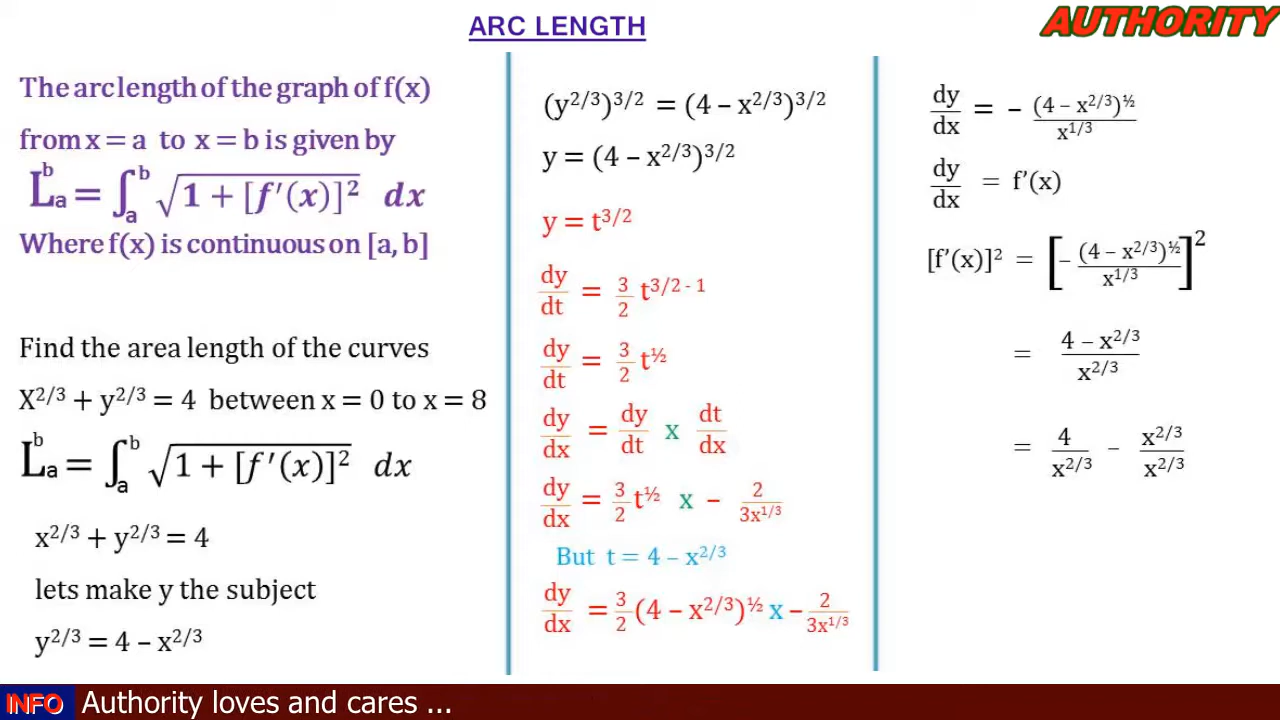 ARC LENGTH
AUTHORITY
The arc length of the graph of f(x)
from x = a to x = b is given by
L_a^b = ∫_a^b √(1 + [f′(x)]²) dx
Where f(x) is continuous on [a, b]
Find the area length of the curves
X^2/3 + y^2/3 = 4 between x = 0 to x = 8
L_a^b = ∫_a^b √(1 + [f′(x)]²) dx
x^2/3 + y^2/3 = 4
lets make y the subject
y^2/3 = 4 – x^2/3
(y^2/3)^3/2 = (4 – x^2/3)^3/2
y = (4 – x^2/3)^3/2
y = t^3/2
dy/dt = 3/2 t^3/2 - 1
dy/dt = 3/2 t^½
dy/dx = dy/dt x dt/dx
dy/dx = 3/2 t^½ x – 2/3x^1/3
But t = 4 – x^2/3
dy/dx = 3/2 (4 – x^2/3)^½ x – 2/3x^1/3
dy/dx = – (4 – x^2/3)^½/x^1/3
dy/dx = f’(x)
[f’(x)]² = [– (4 – x^2/3)^½/x^1/3]²
= 4 – x^2/3/x^2/3
= 4/x^2/3 – x^2/3/x^2/3
INFO Authority loves and cares ...